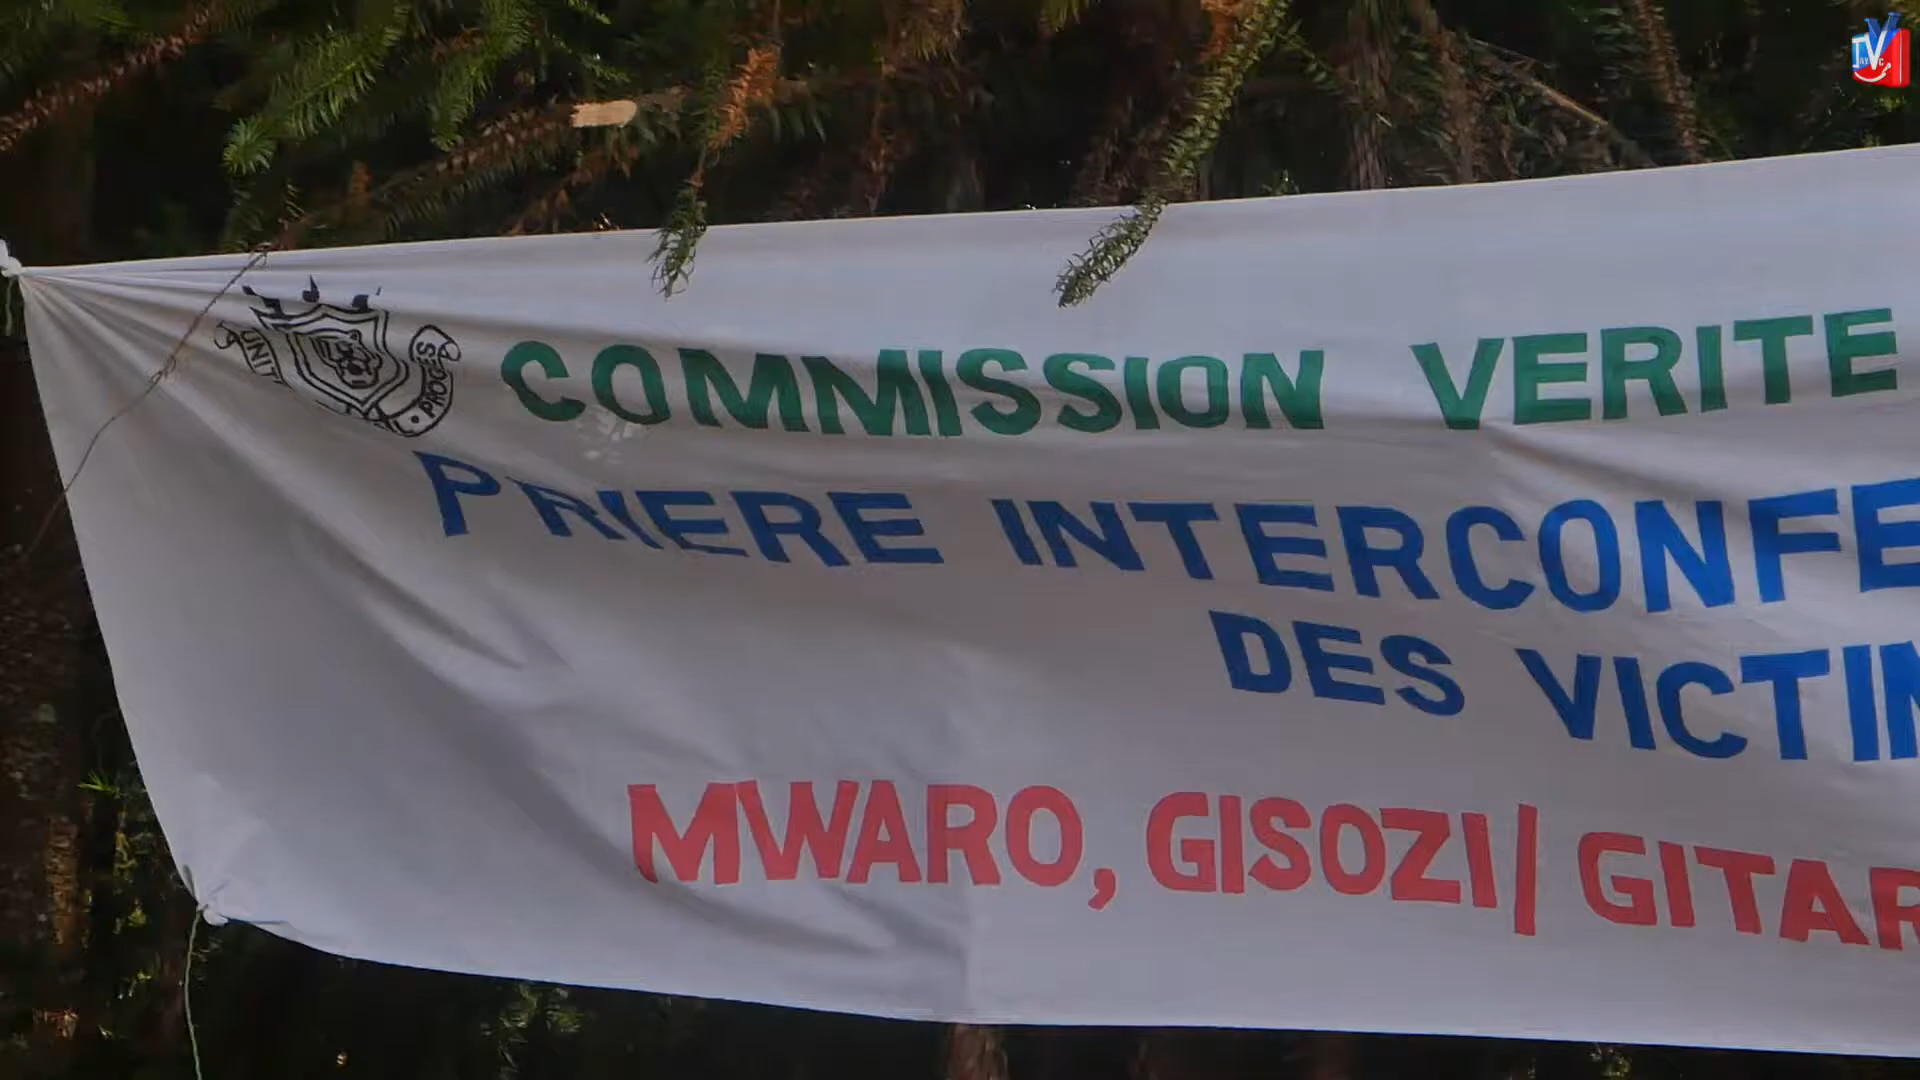 COMMISSION VERITE
PRIERE INTERCONFE
DES VICTIM
MWARO, GISOZI/ GITAR